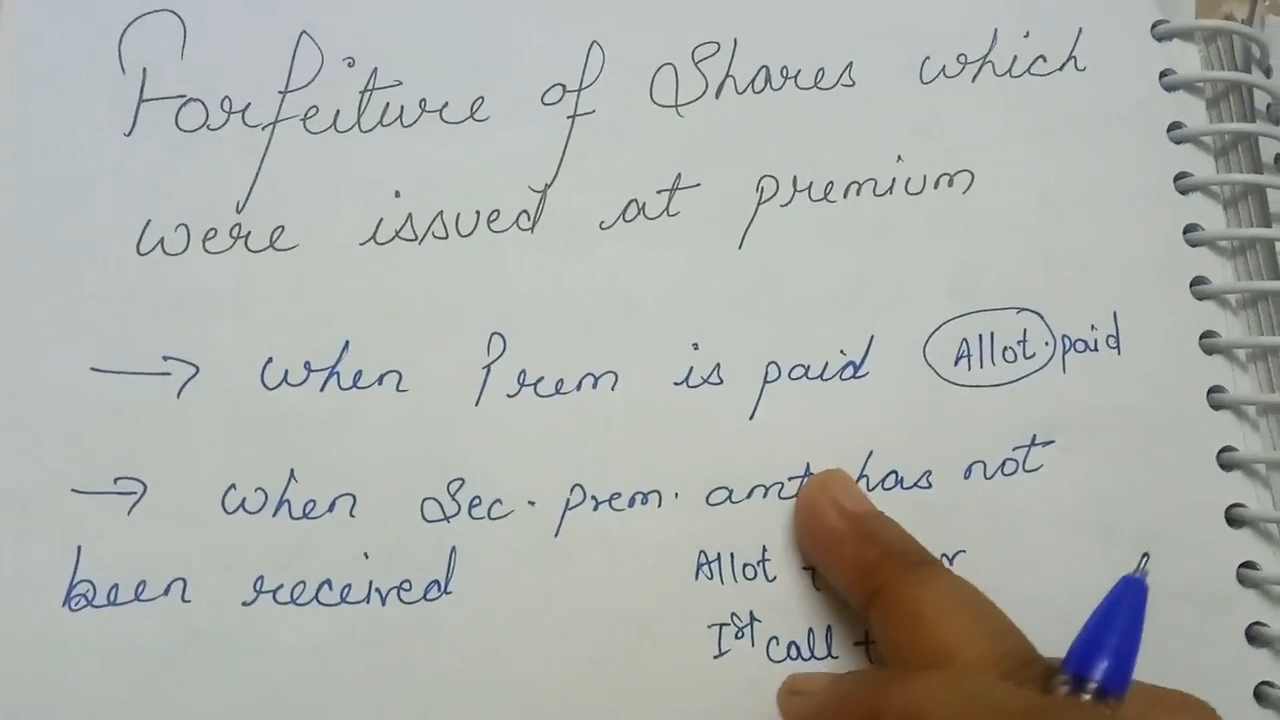 Forfeiture of Shares which
were issued at premium
→ when Prem is paid Allot. paid
→ when Sec. prem. amt has not
been received
Allot
Ist call +